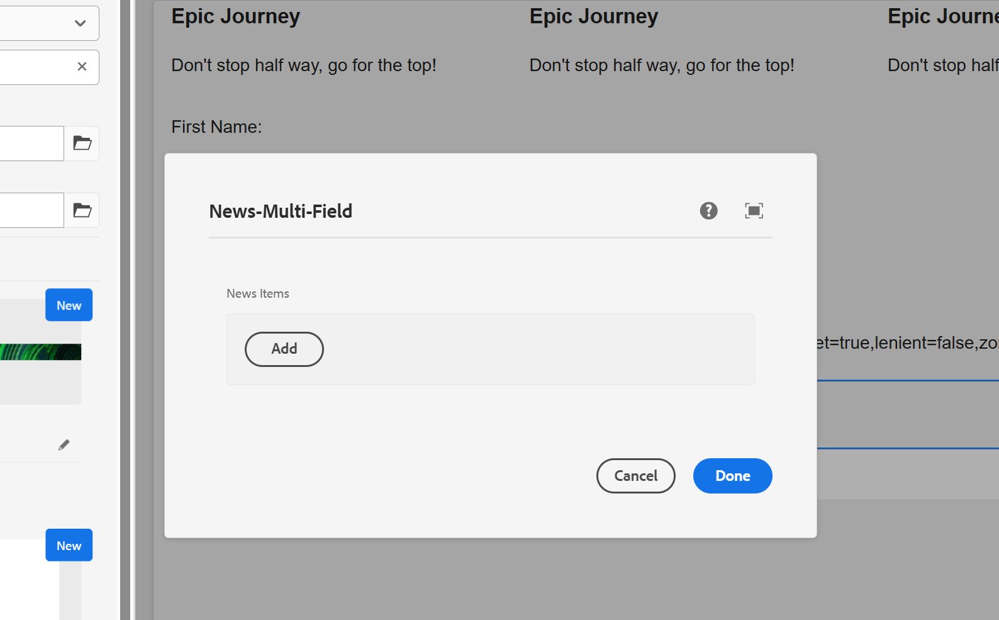 Epic Journey
Epic Journey
Epic Journe
Don't stop half way, go for the top!
Don't stop half way, go for the top!
Don't stop half
First Name:
News-Multi-Field
News Items
New
Add
et=true,lenient=false,zo
Cancel
Done
New